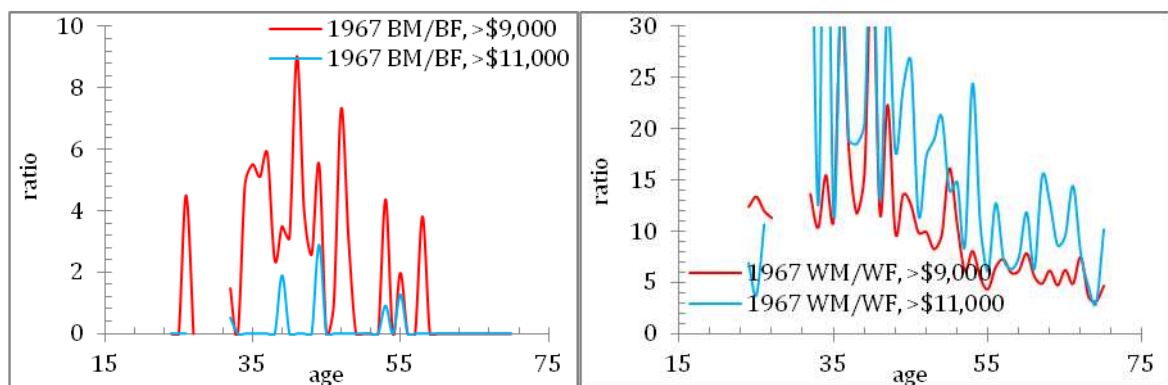 10
8
6
4
2
0
ratio
1967 BM/BF, >$9,000
1967 BM/BF, >$11,000
15
35
55
75
age
30
25
20
15
10
5
0
ratio
1967 WM/WF, >$9,000
1967 WM/WF, >$11,000
15
35
55
75
age